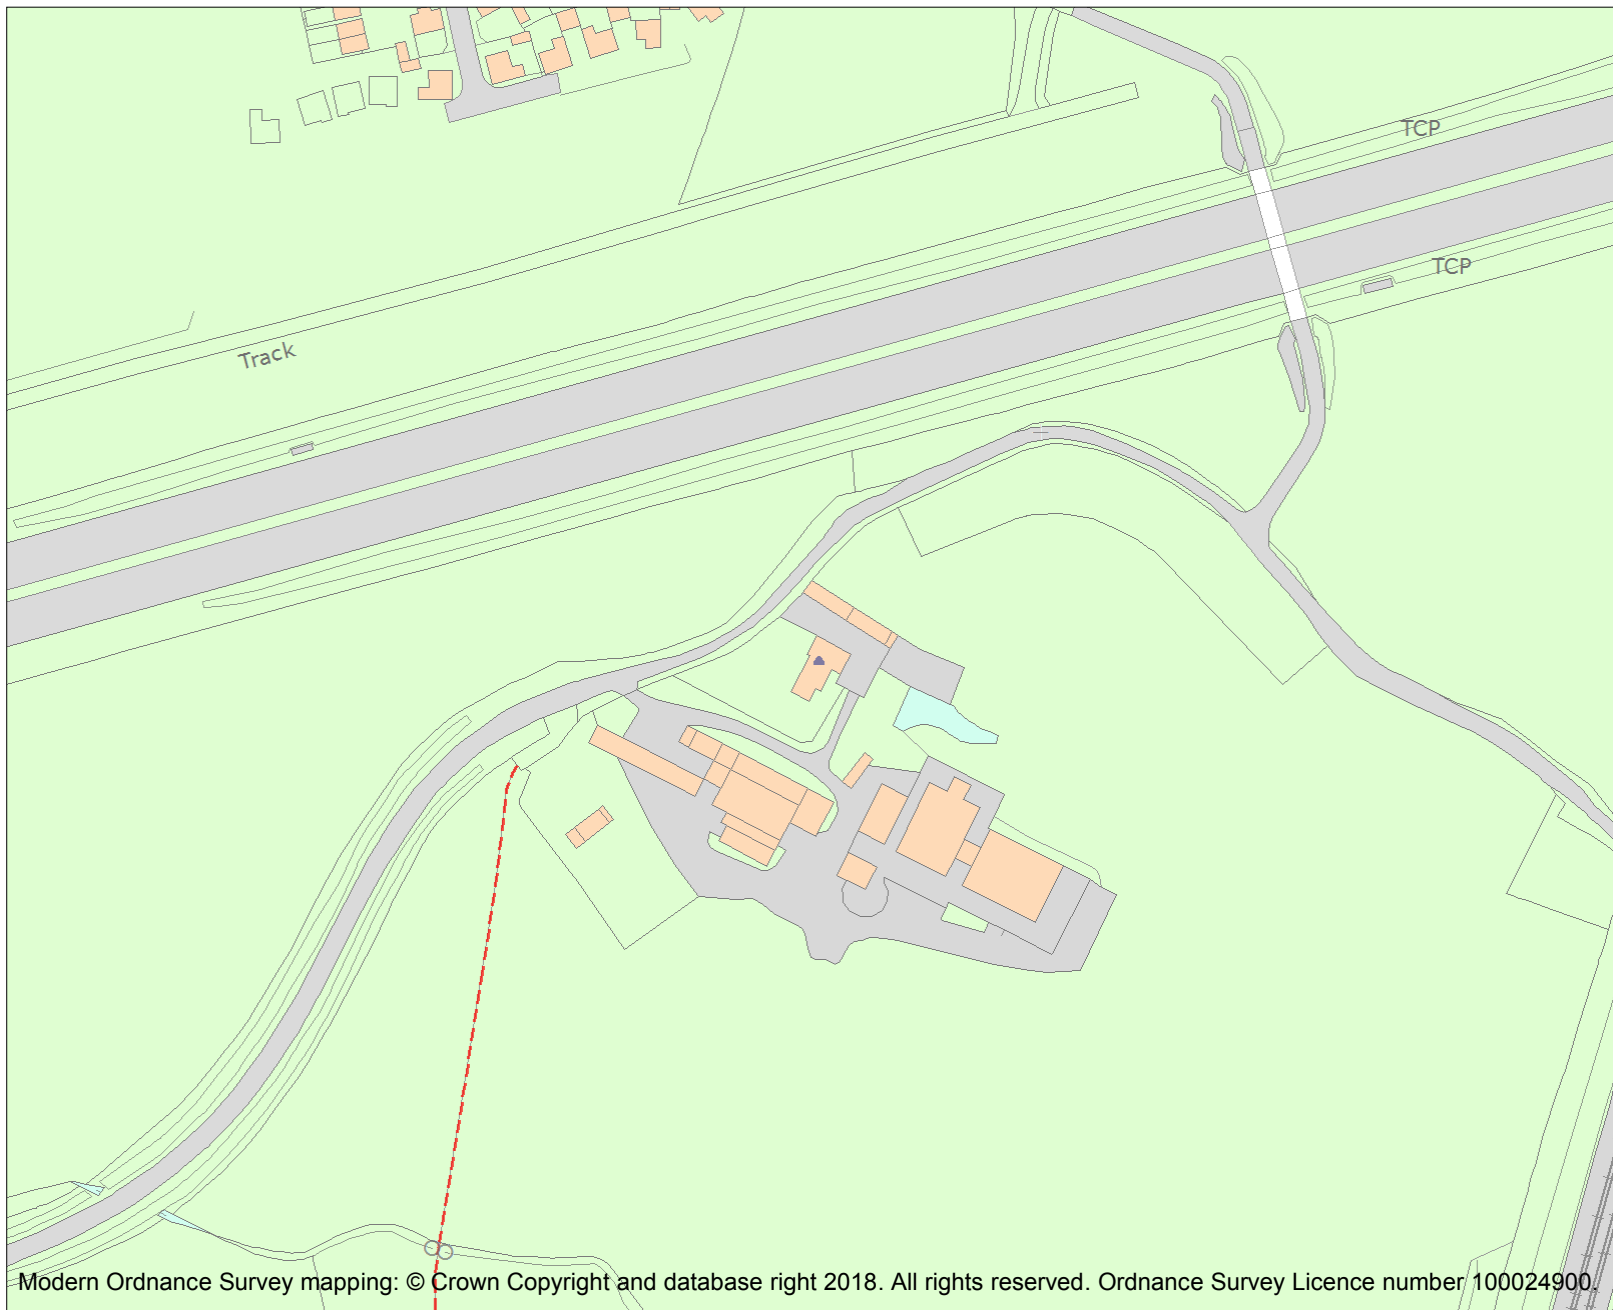 TCP
TCP
Track
Modern Ordnance Survey mapping: © Crown Copyright and database right 2018. All rights reserved. Ordnance Survey Licence number 100024900.